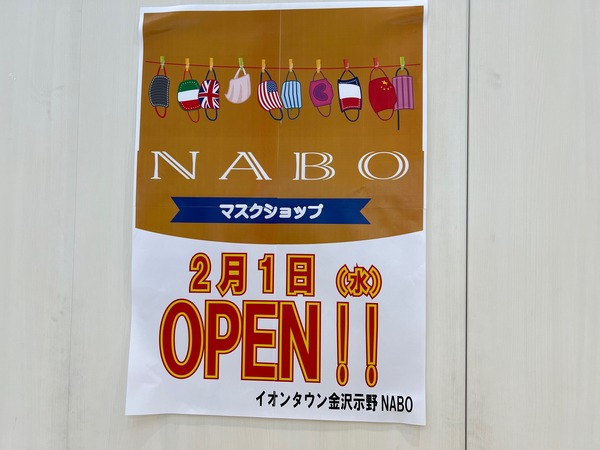 NABO
マスクショップ
2月1日(水)
OPEN!!
イオンタウン金沢示野 NABO